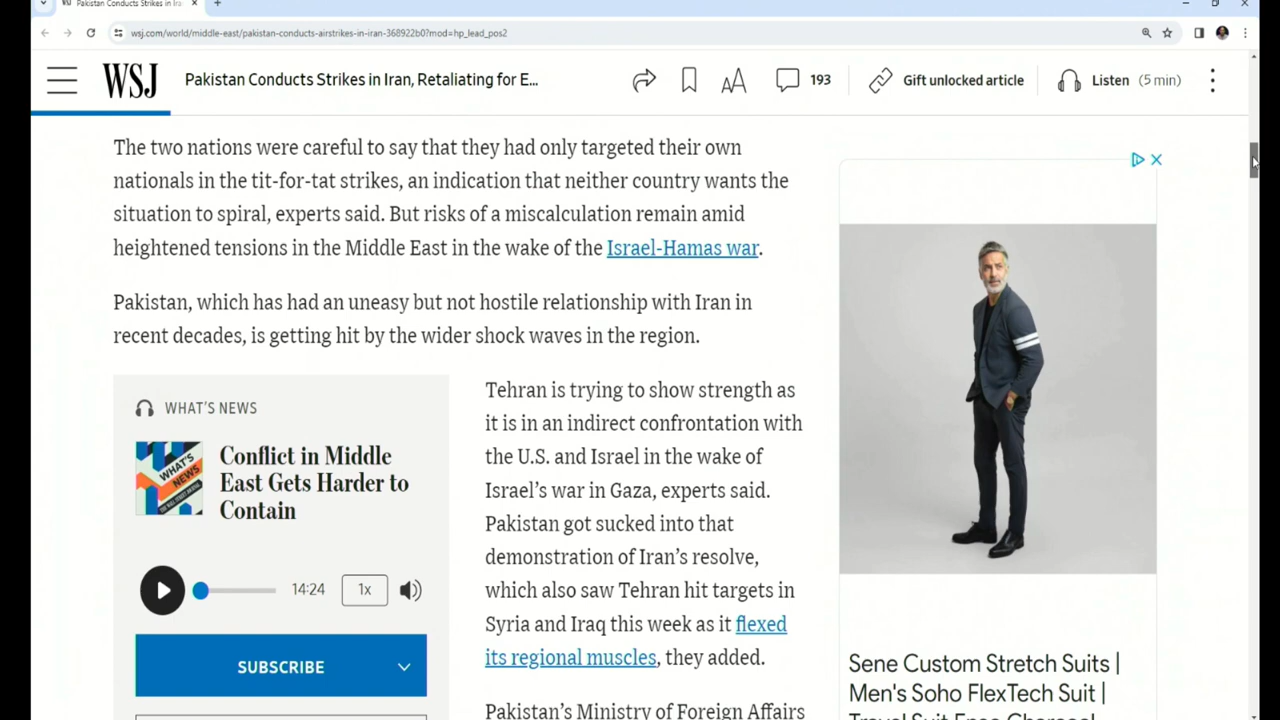 Pakistan Conducts Strikes in Ira
wsj.com/world/middle-east/pakistan-conducts-airstrikes-in-iran-368922b0?mod=hp_lead_pos2
WSJ
Pakistan Conducts Strikes in Iran, Retaliating for E...
193
Gift unlocked article
Listen (5 min)
The two nations were careful to say that they had only targeted their own
nationals in the tit-for-tat strikes, an indication that neither country wants the
situation to spiral, experts said. But risks of a miscalculation remain amid
heightened tensions in the Middle East in the wake of the Israel-Hamas war.
Pakistan, which has had an uneasy but not hostile relationship with Iran in
recent decades, is getting hit by the wider shock waves in the region.
WHAT'S NEWS
WHAT'S
NEWS
Conflict in Middle
East Gets Harder to
Contain
14:24
1x
SUBSCRIBE
Tehran is trying to show strength as
it is in an indirect confrontation with
the U.S. and Israel in the wake of
Israel's war in Gaza, experts said.
Pakistan got sucked into that
demonstration of Iran's resolve,
which also saw Tehran hit targets in
Syria and Iraq this week as it flexed
its regional muscles, they added.
Pakistan's Ministry of Foreign Affairs
Sene Custom Stretch Suits |
Men's Soho FlexTech Suit |
Travel Suit Free Charcoal